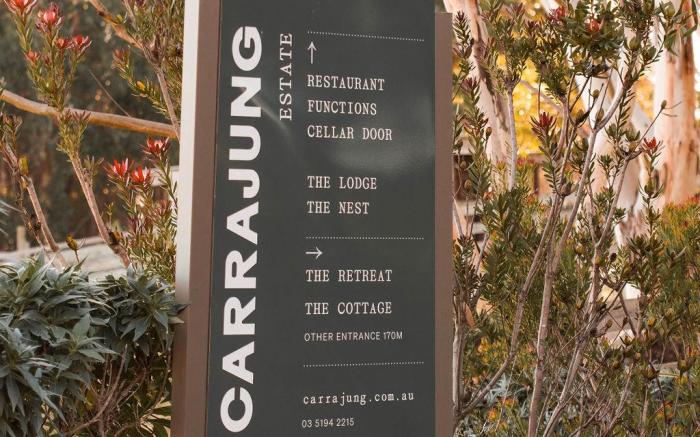 CARRAJUNG
ESTATE
↑
RESTAURANT
FUNCTIONS
CELLAR DOOR
THE LODGE
THE NEST
→
THE RETREAT
THE COTTAGE
OTHER ENTRANCE 170M
carrajung.com.au
03 5194 2215